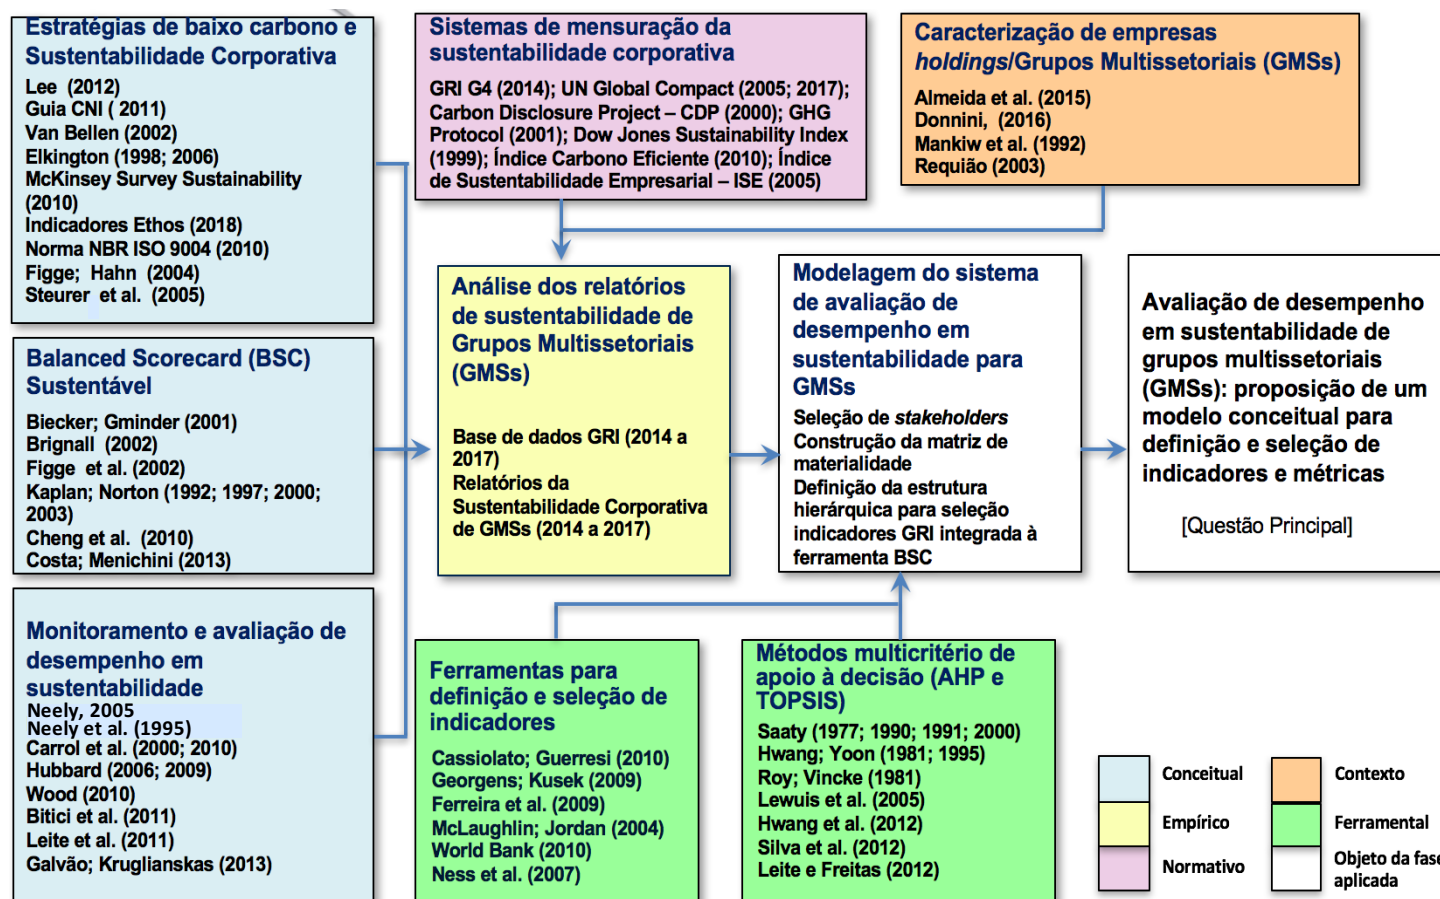 Estratégias de baixo carbono e
Sustentabilidade Corporativa
Lee (2012)
Guia CNI ( 2011)
Van Bellen (2002)
Elkington (1998; 2006)
McKinsey Survey Sustainability
(2010)
Indicadores Ethos (2018)
Norma NBR ISO 9004 (2010)
Figge; Hahn (2004)
Steurer et al. (2005)
Sistemas de mensuração da
sustentabilidade corporativa
GRI G4 (2014); UN Global Compact (2005; 2017);
Carbon Disclosure Project – CDP (2000); GHG
Protocol (2001); Dow Jones Sustainability Index
(1999); Índice Carbono Eficiente (2010); Índice
de Sustentabilidade Empresarial – ISE (2005)
Caracterização de empresas
holdings/Grupos Multissetoriais (GMSs)
Almeida et al. (2015)
Donnini, (2016)
Mankiw et al. (1992)
Requião (2003)
Balanced Scorecard (BSC)
Sustentável
Biecker; Gminder (2001)
Brignall (2002)
Figge et al. (2002)
Kaplan; Norton (1992; 1997; 2000;
2003)
Cheng et al. (2010)
Costa; Menichini (2013)
Análise dos relatórios
de sustentabilidade de
Grupos Multissetoriais
(GMSs)
Base de dados GRI (2014 a
2017)
Relatórios da
Sustentabilidade Corporativa
de GMSs (2014 a 2017)
Modelagem do sistema
de avaliação de
desempenho em
sustentabilidade para
GMSs
Seleção de stakeholders
Construção da matriz de
materialidade
Definição da estrutura
hierárquica para seleção
indicadores GRI integrada à
ferramenta BSC
Avaliação de desempenho
em sustentabilidade de
grupos multissetoriais
(GMSs): proposição de um
modelo conceitual para
definição e seleção de
indicadores e métricas
[Questão Principal]
Monitoramento e avaliação de
desempenho em
sustentabilidade
Neely, 2005
Neely et al. (1995)
Carrol et al. (2000; 2010)
Hubbard (2006; 2009)
Wood (2010)
Bitici et al. (2011)
Leite et al. (2011)
Galvão; Kruglianskas (2013)
Ferramentas para
definição e seleção de
indicadores
Cassiolato; Guerresi (2010)
Georgens; Kusek (2009)
Ferreira et al. (2009)
McLaughlin; Jordan (2004)
World Bank (2010)
Ness et al. (2007)
Métodos multicritério de
apoio à decisão (AHP e
TOPSIS)
Saaty (1977; 1990; 1991; 2000)
Hwang; Yoon (1981; 1995)
Roy; Vincke (1981)
Lewuis et al. (2005)
Hwang et al. (2012)
Silva et al. (2012)
Leite e Freitas (2012)
Conceitual
Empírico
Normativo
Contexto
Ferramental
Objeto da fase
aplicada